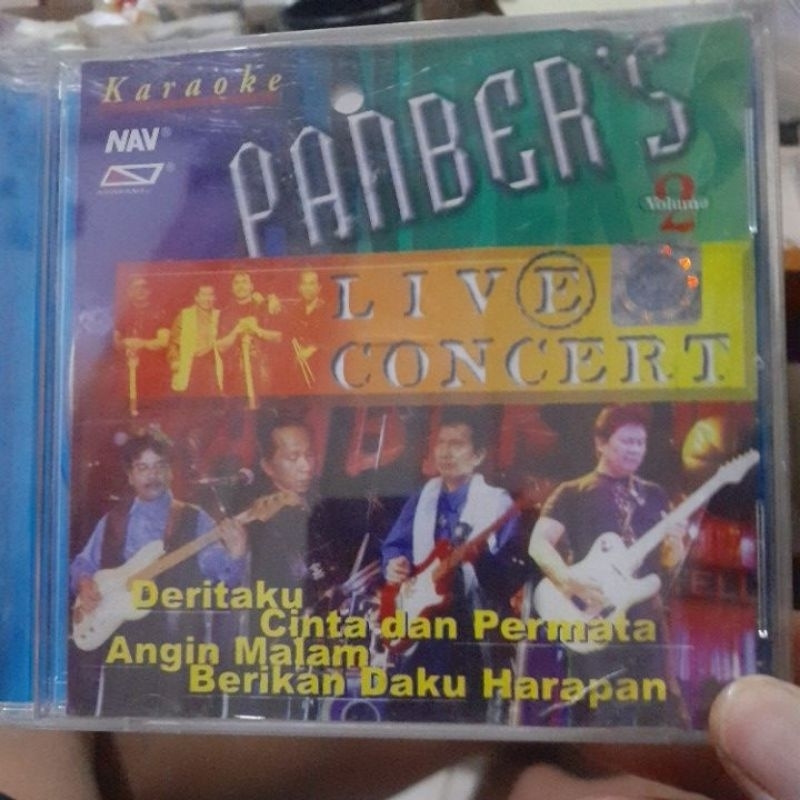 Karaoke
NAV®
PANBER'S
Volume 2
LIVE
CONCERT
Deritaku
Cinta dan Permata
Angin Malam
Berikan Daku Harapan